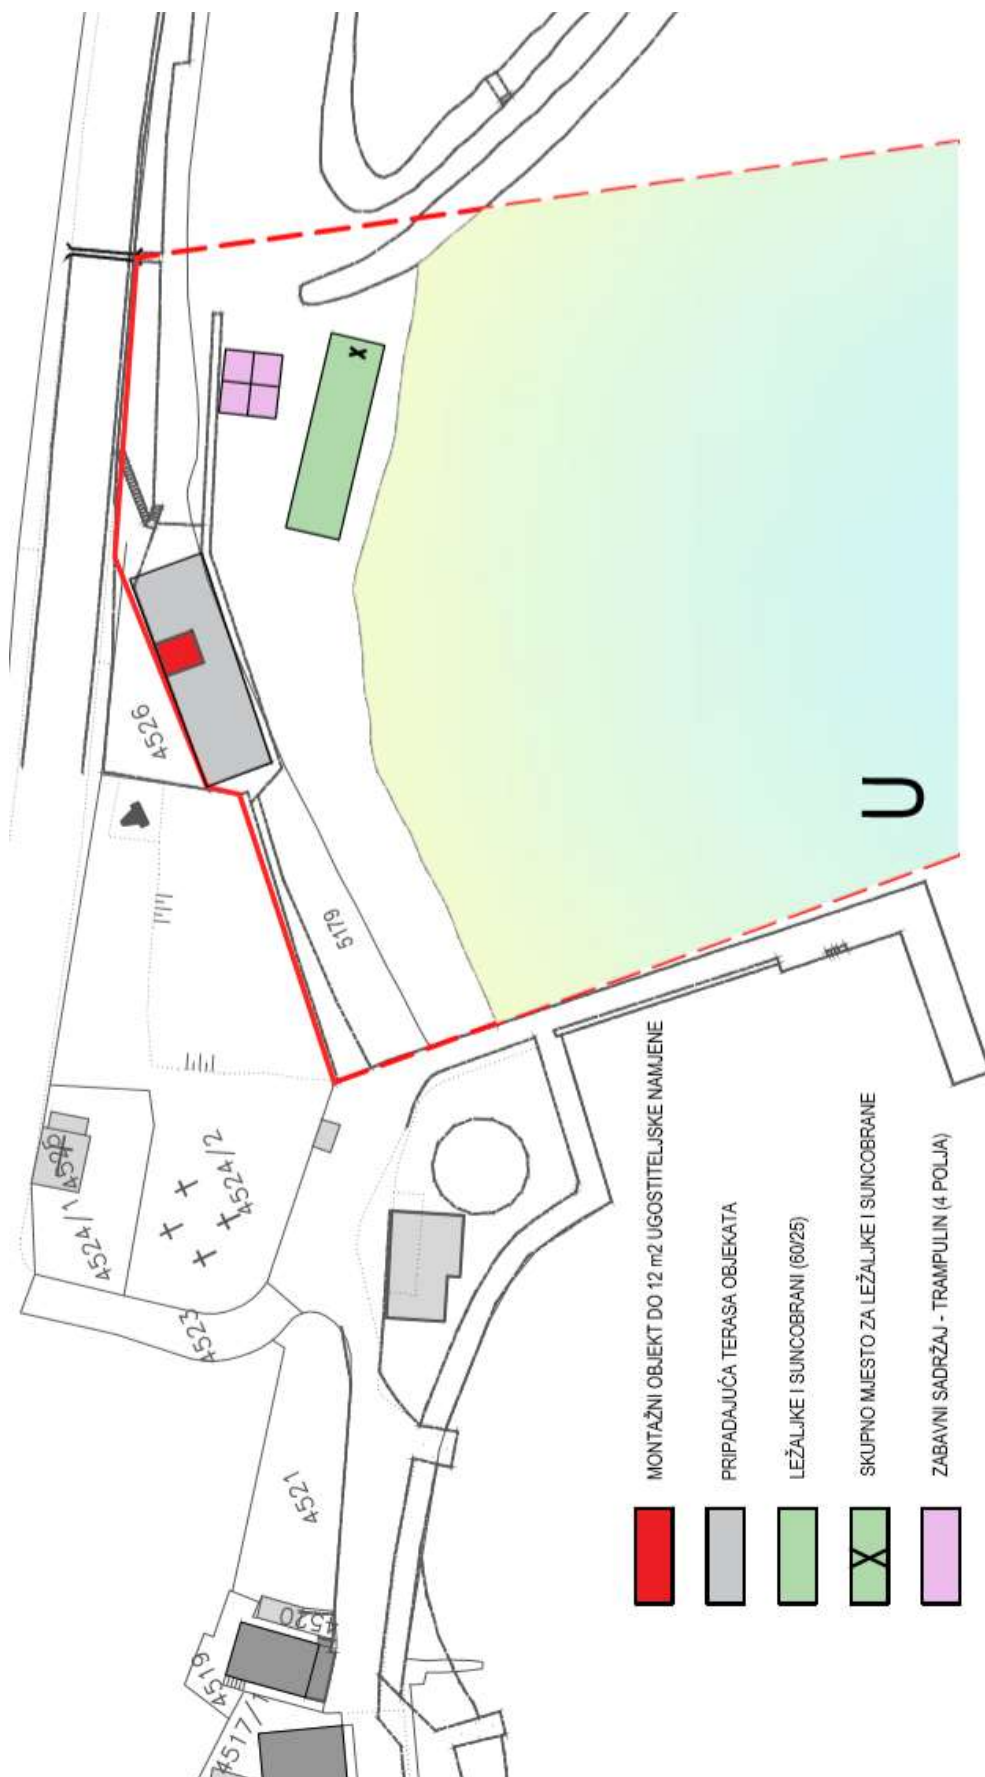 4526
5179
U
4524/1
4524/2
4523
4521
4520
4519
4517/1
MONTAŽNI OBJEKT DO 12 m2 UGOSTITELJSKE NAMJENE
PRIPADAJUĆA TERASA OBJEKATA
LEŽALJKE I SUNCOBRANI (60/25)
SKUPNO MJESTO ZA LEŽALJKE I SUNCOBRANE
ZABAVNI SADRŽAJ - TRAMPULIN (4 POLJA)